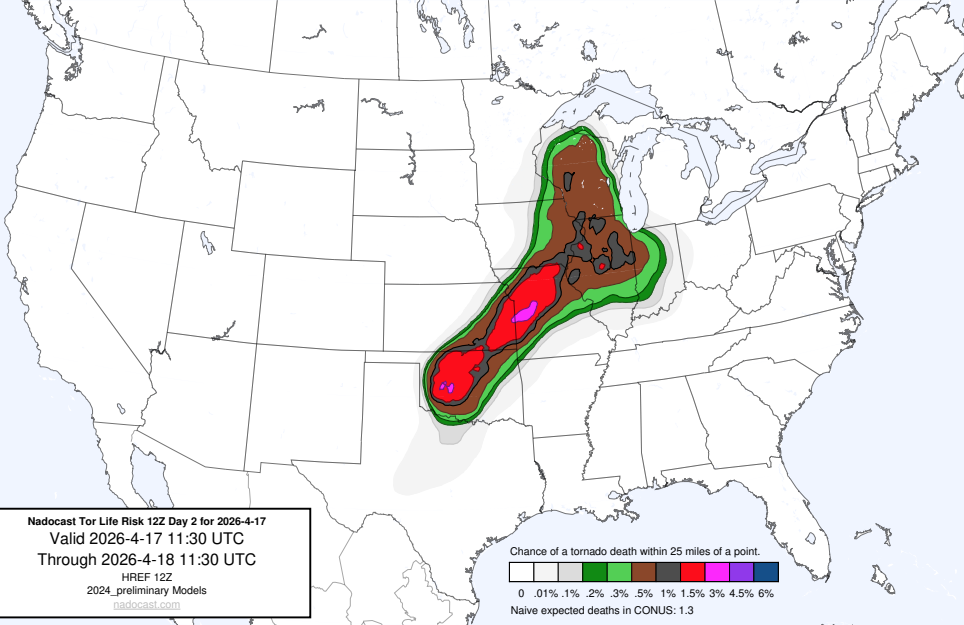 Nadocast Tor Life Risk 12Z Day 2 for 2026-4-17
Valid 2026-4-17 11:30 UTC
Through 2026-4-18 11:30 UTC
HREF 12Z
2024_preliminary Models
nadocast.com
Chance of a tornado death within 25 miles of a point.
0 .01% .1% .2% .3% .5% 1% 1.5% 3% 4.5% 6%
Naive expected deaths in CONUS: 1.3